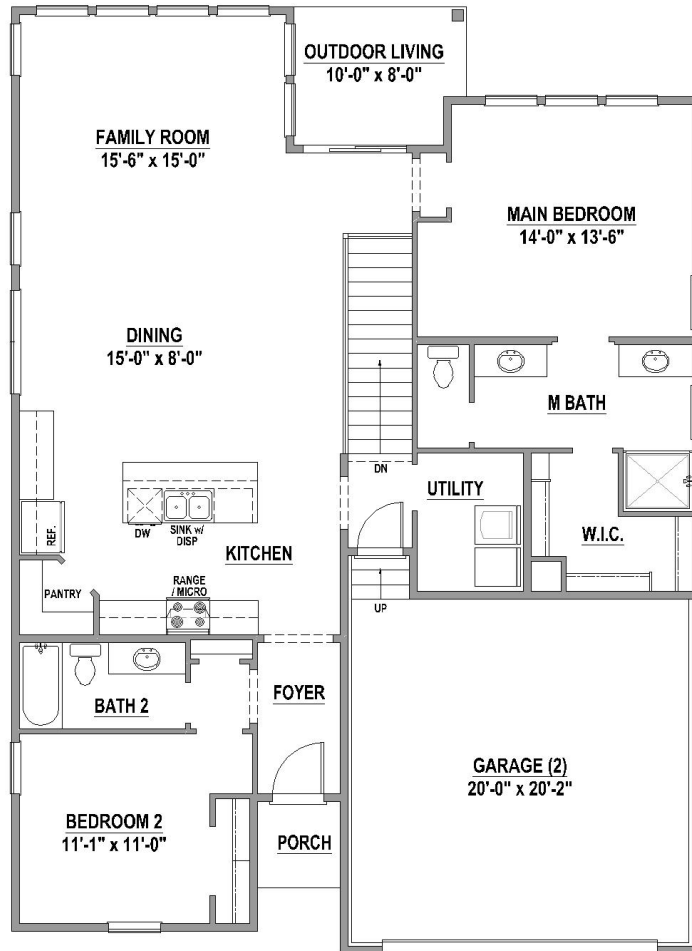 OUTDOOR LIVING
10'-0" x 8'-0"
FAMILY ROOM
15'-6" x 15'-0"
MAIN BEDROOM
14'-0" x 13'-6"
DINING
15'-0" x 8'-0"
M BATH
DN
UTILITY
W.I.C.
REF.
DW
SINK w/
DISP
KITCHEN
RANGE
/ MICRO
PANTRY
UP
BATH 2
FOYER
GARAGE (2)
20'-0" x 20'-2"
BEDROOM 2
11'-1" x 11'-0"
PORCH